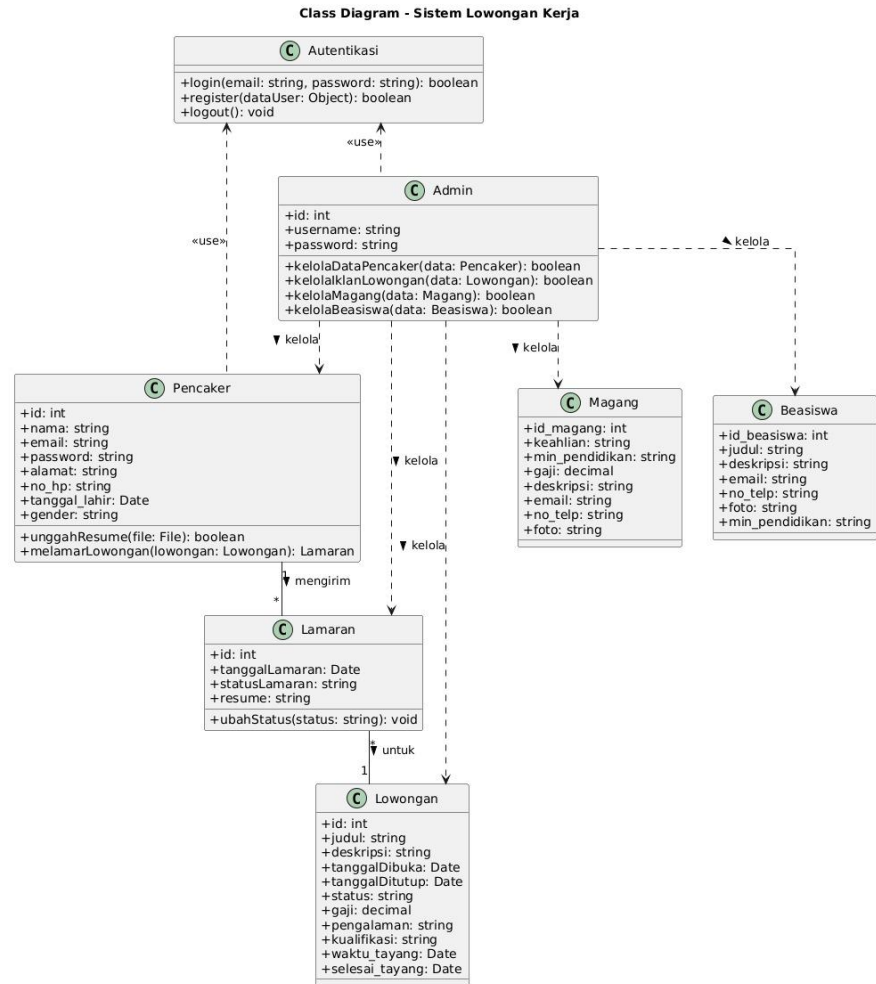 Class Diagram - Sistem Lowongan Kerja
C Autentikasi
+login(email: string, password: string): boolean
+register(dataUser: Object): boolean
+logout(): void
«use»
C Admin
+id: int
+username: string
+password: string
+kelolaDataPencaker(data: Pencaker): boolean
+kelolaIklanLowongan(data: Lowongan): boolean
+kelolaMagang(data: Magang): boolean
+kelolaBeasiswa(data: Beasiswa): boolean
«use»
kelola
kelola
kelola
C Pencaker
+id: int
+nama: string
+email: string
+password: string
+alamat: string
+no_hp: string
+tanggal_lahir: Date
+gender: string
+unggahResume(file: File): boolean
+melamarLowongan(lowongan: Lowongan): Lamaran
C Magang
+id_magang: int
+keahlian: string
+min_pendidikan: string
+gaji: decimal
+deskripsi: string
+email: string
+no_telp: string
+foto: string
C Beasiswa
+id_beasiswa: int
+judul: string
+deskripsi: string
+email: string
+no_telp: string
+foto: string
+min_pendidikan: string
kelola
kelola
1 mengirim
*
C Lamaran
+id: int
+tanggalLamaran: Date
+statusLamaran: string
+resume: string
+ubahStatus(status: string): void
* untuk
1
C Lowongan
+id: int
+judul: string
+deskripsi: string
+tanggalDibuka: Date
+tanggalDitutup: Date
+status: string
+gaji: decimal
+pengalaman: string
+kualifikasi: string
+waktu_tayang: Date
+selesai_tayang: Date